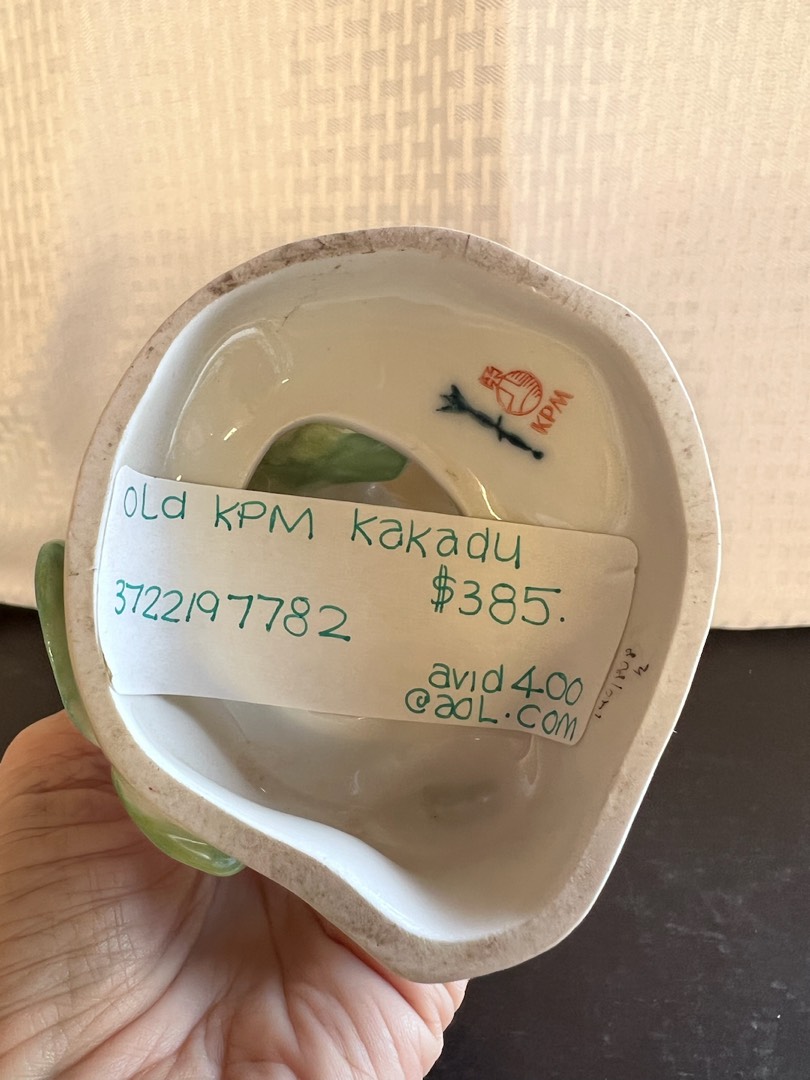 KPM
old KPM Kakadu
$385.
3722197782
avid400
@aoL.com